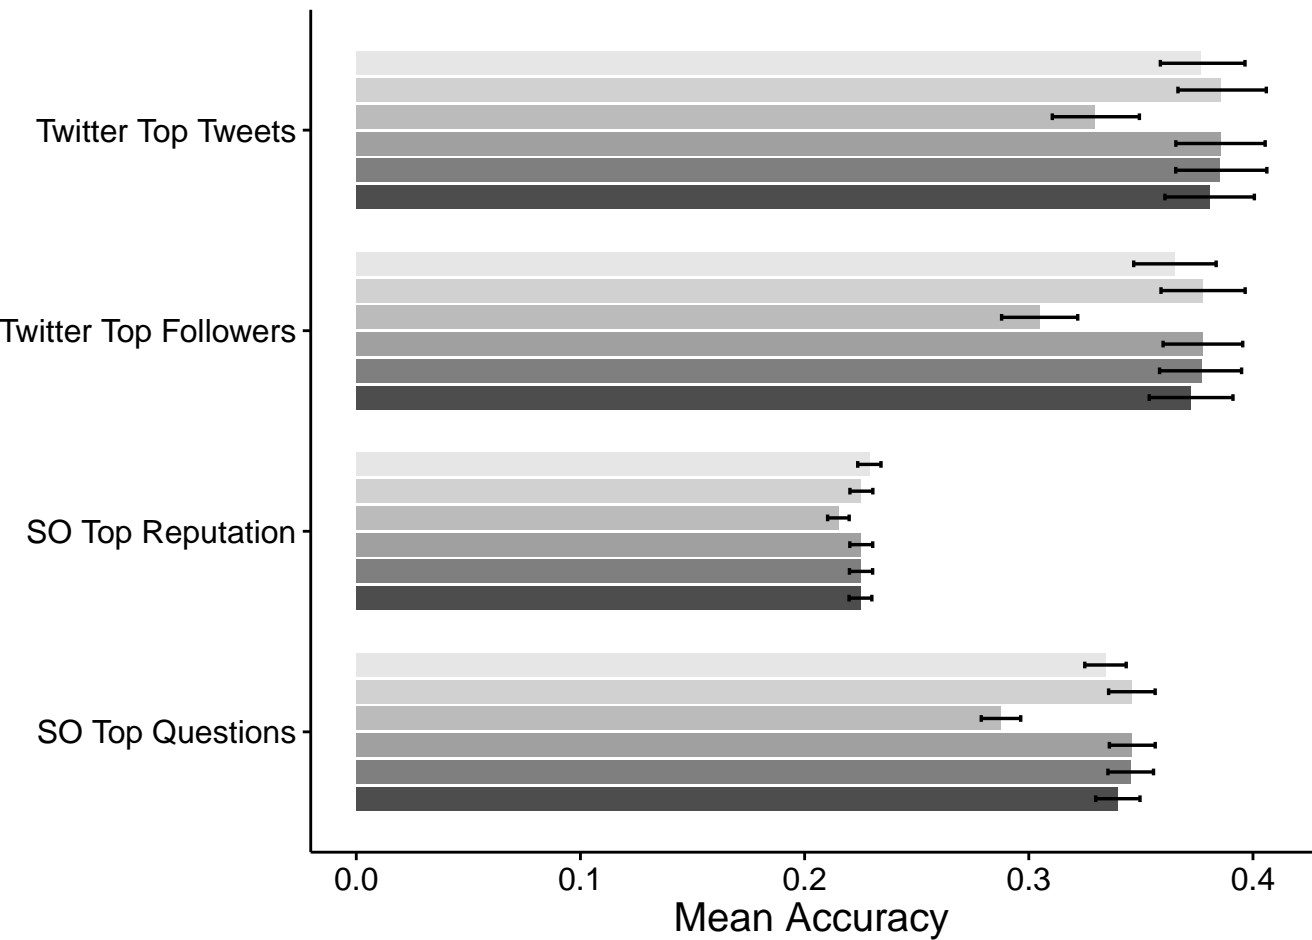 Twitter Top Tweets
Twitter Top Followers
SO Top Reputation
SO Top Questions
0.0 0.1 0.2 0.3 0.4
Mean Accuracy